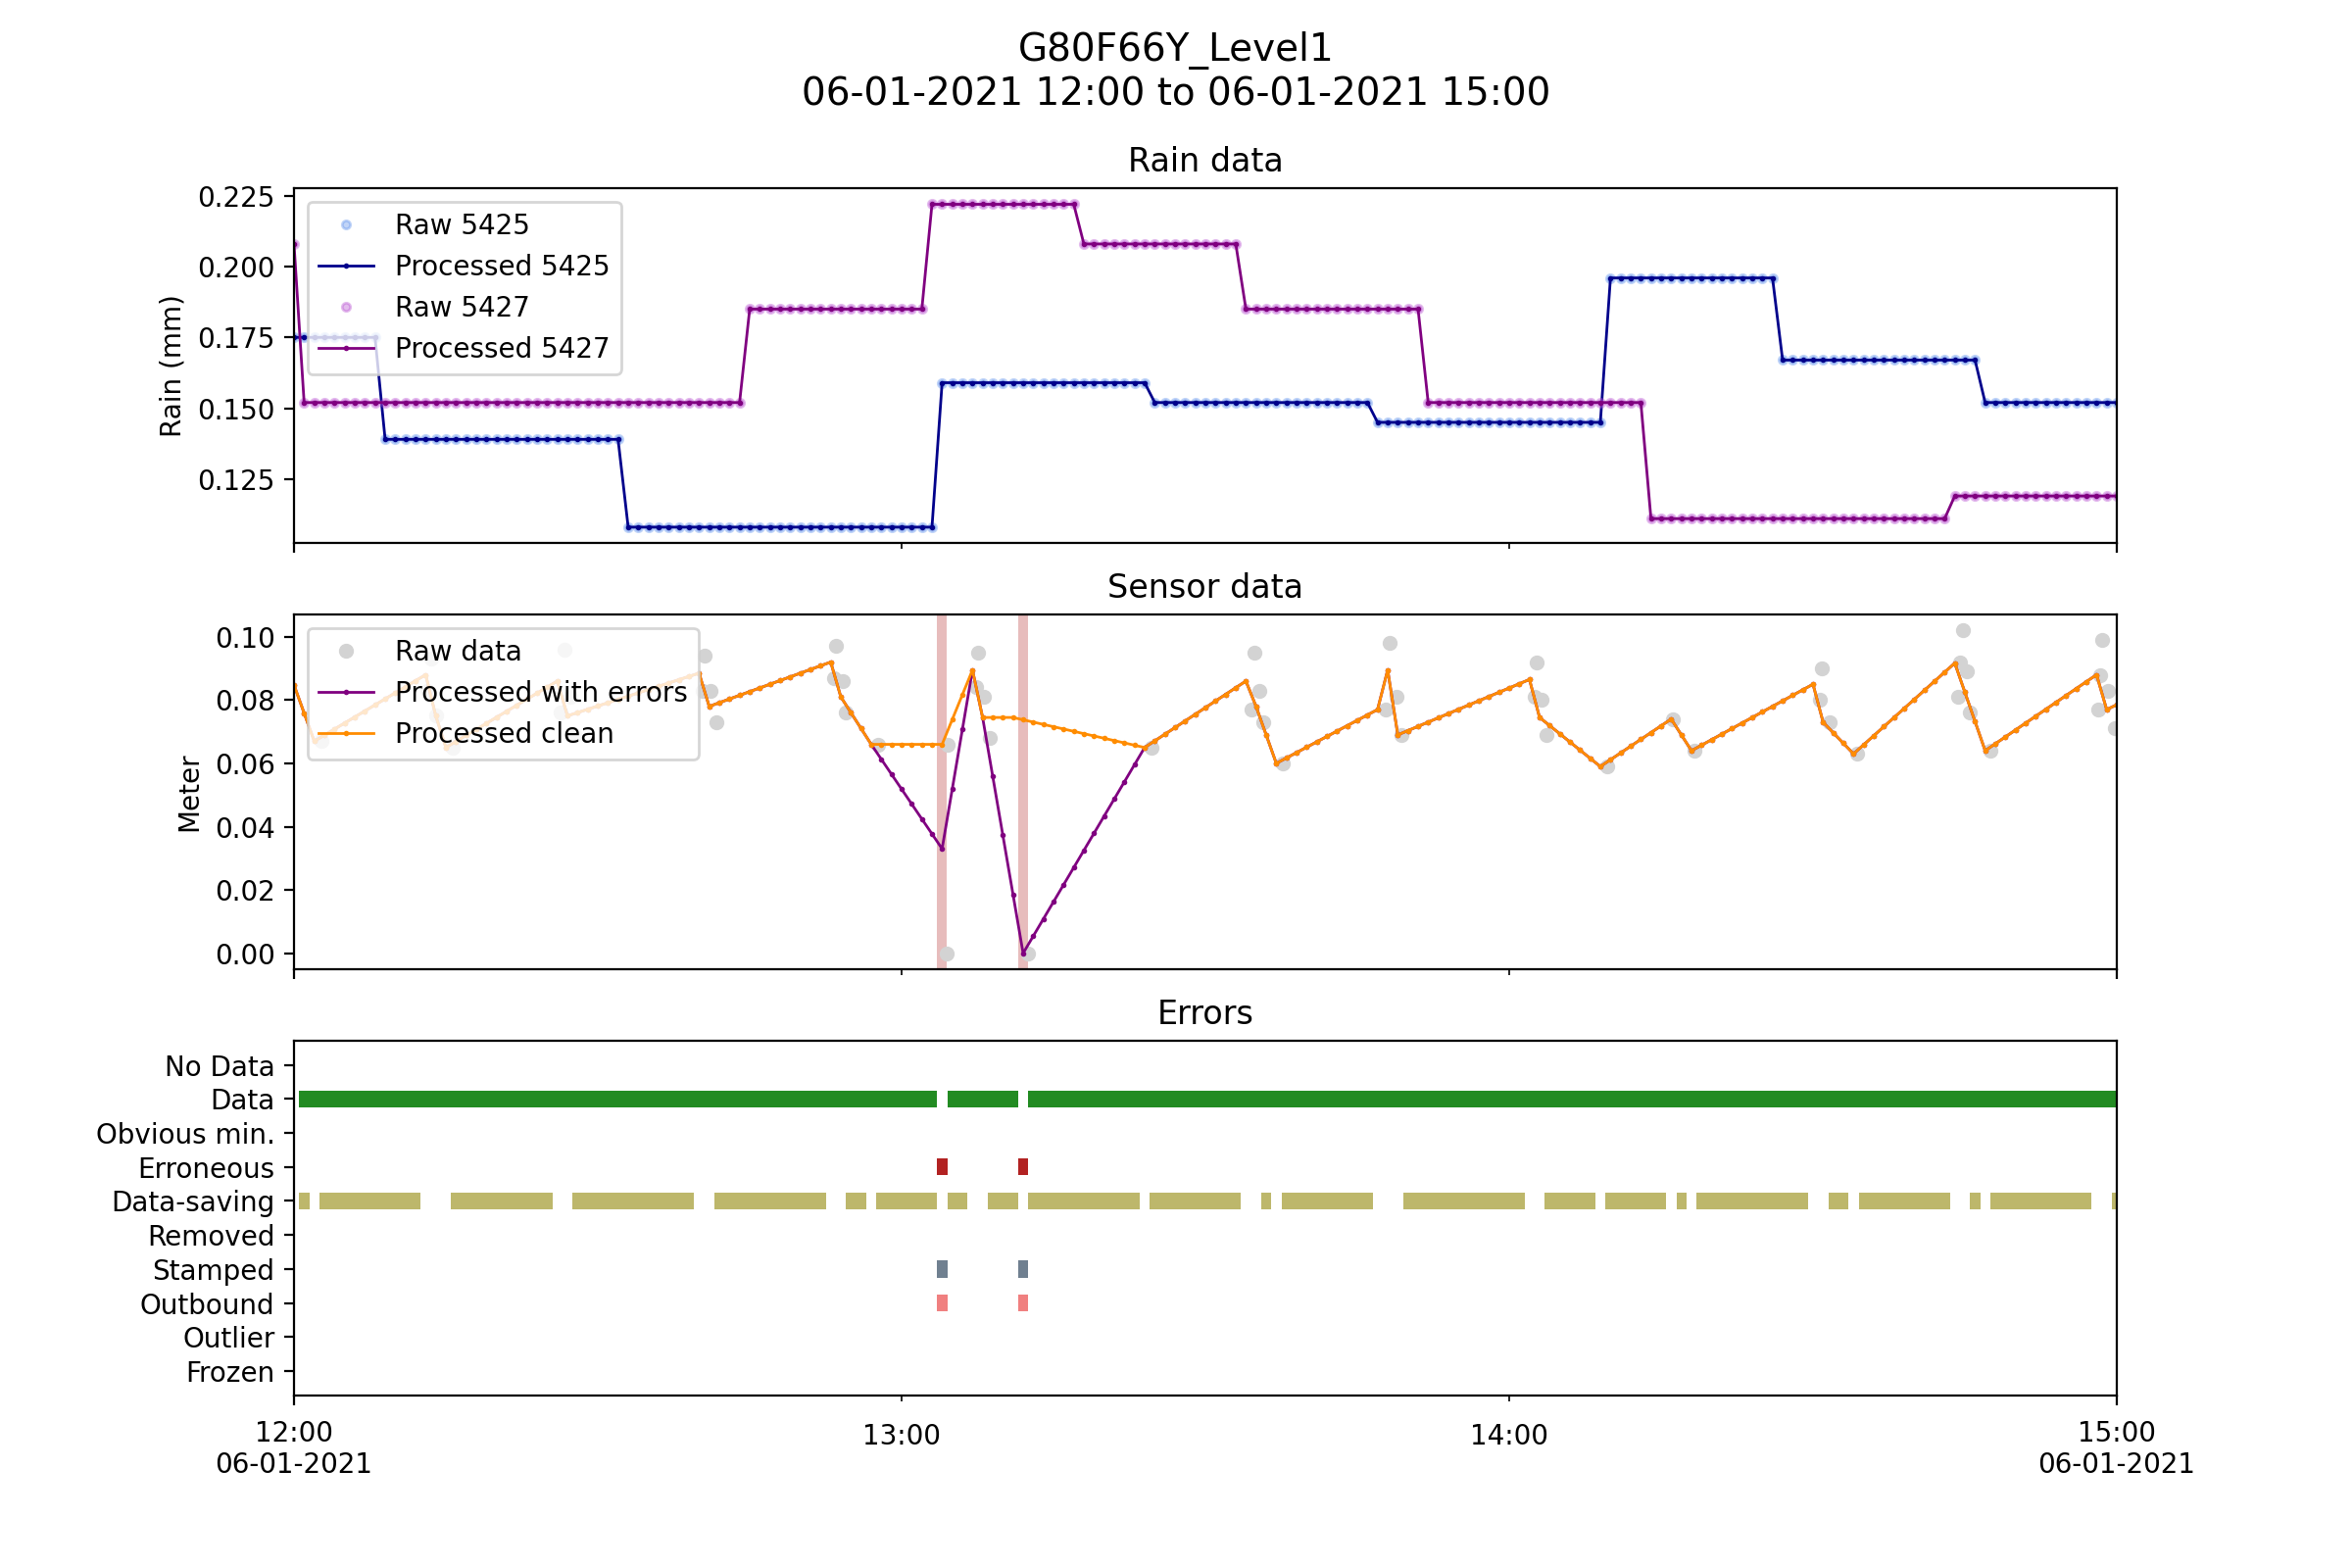 G80F66Y_Level1
06-01-2021 12:00 to 06-01-2021 15:00
Rain data
Rain (mm)
0.225
0.200
0.175
0.150
0.125
Raw 5425
Processed 5425
Raw 5427
Processed 5427
Sensor data
Meter
0.10
0.08
0.06
0.04
0.02
0.00
Raw data
Processed with errors
Processed clean
Errors
No Data
Data
Obvious min.
Erroneous
Data-saving
Removed
Stamped
Outbound
Outlier
Frozen
12:00
06-01-2021
13:00
14:00
15:00
06-01-2021